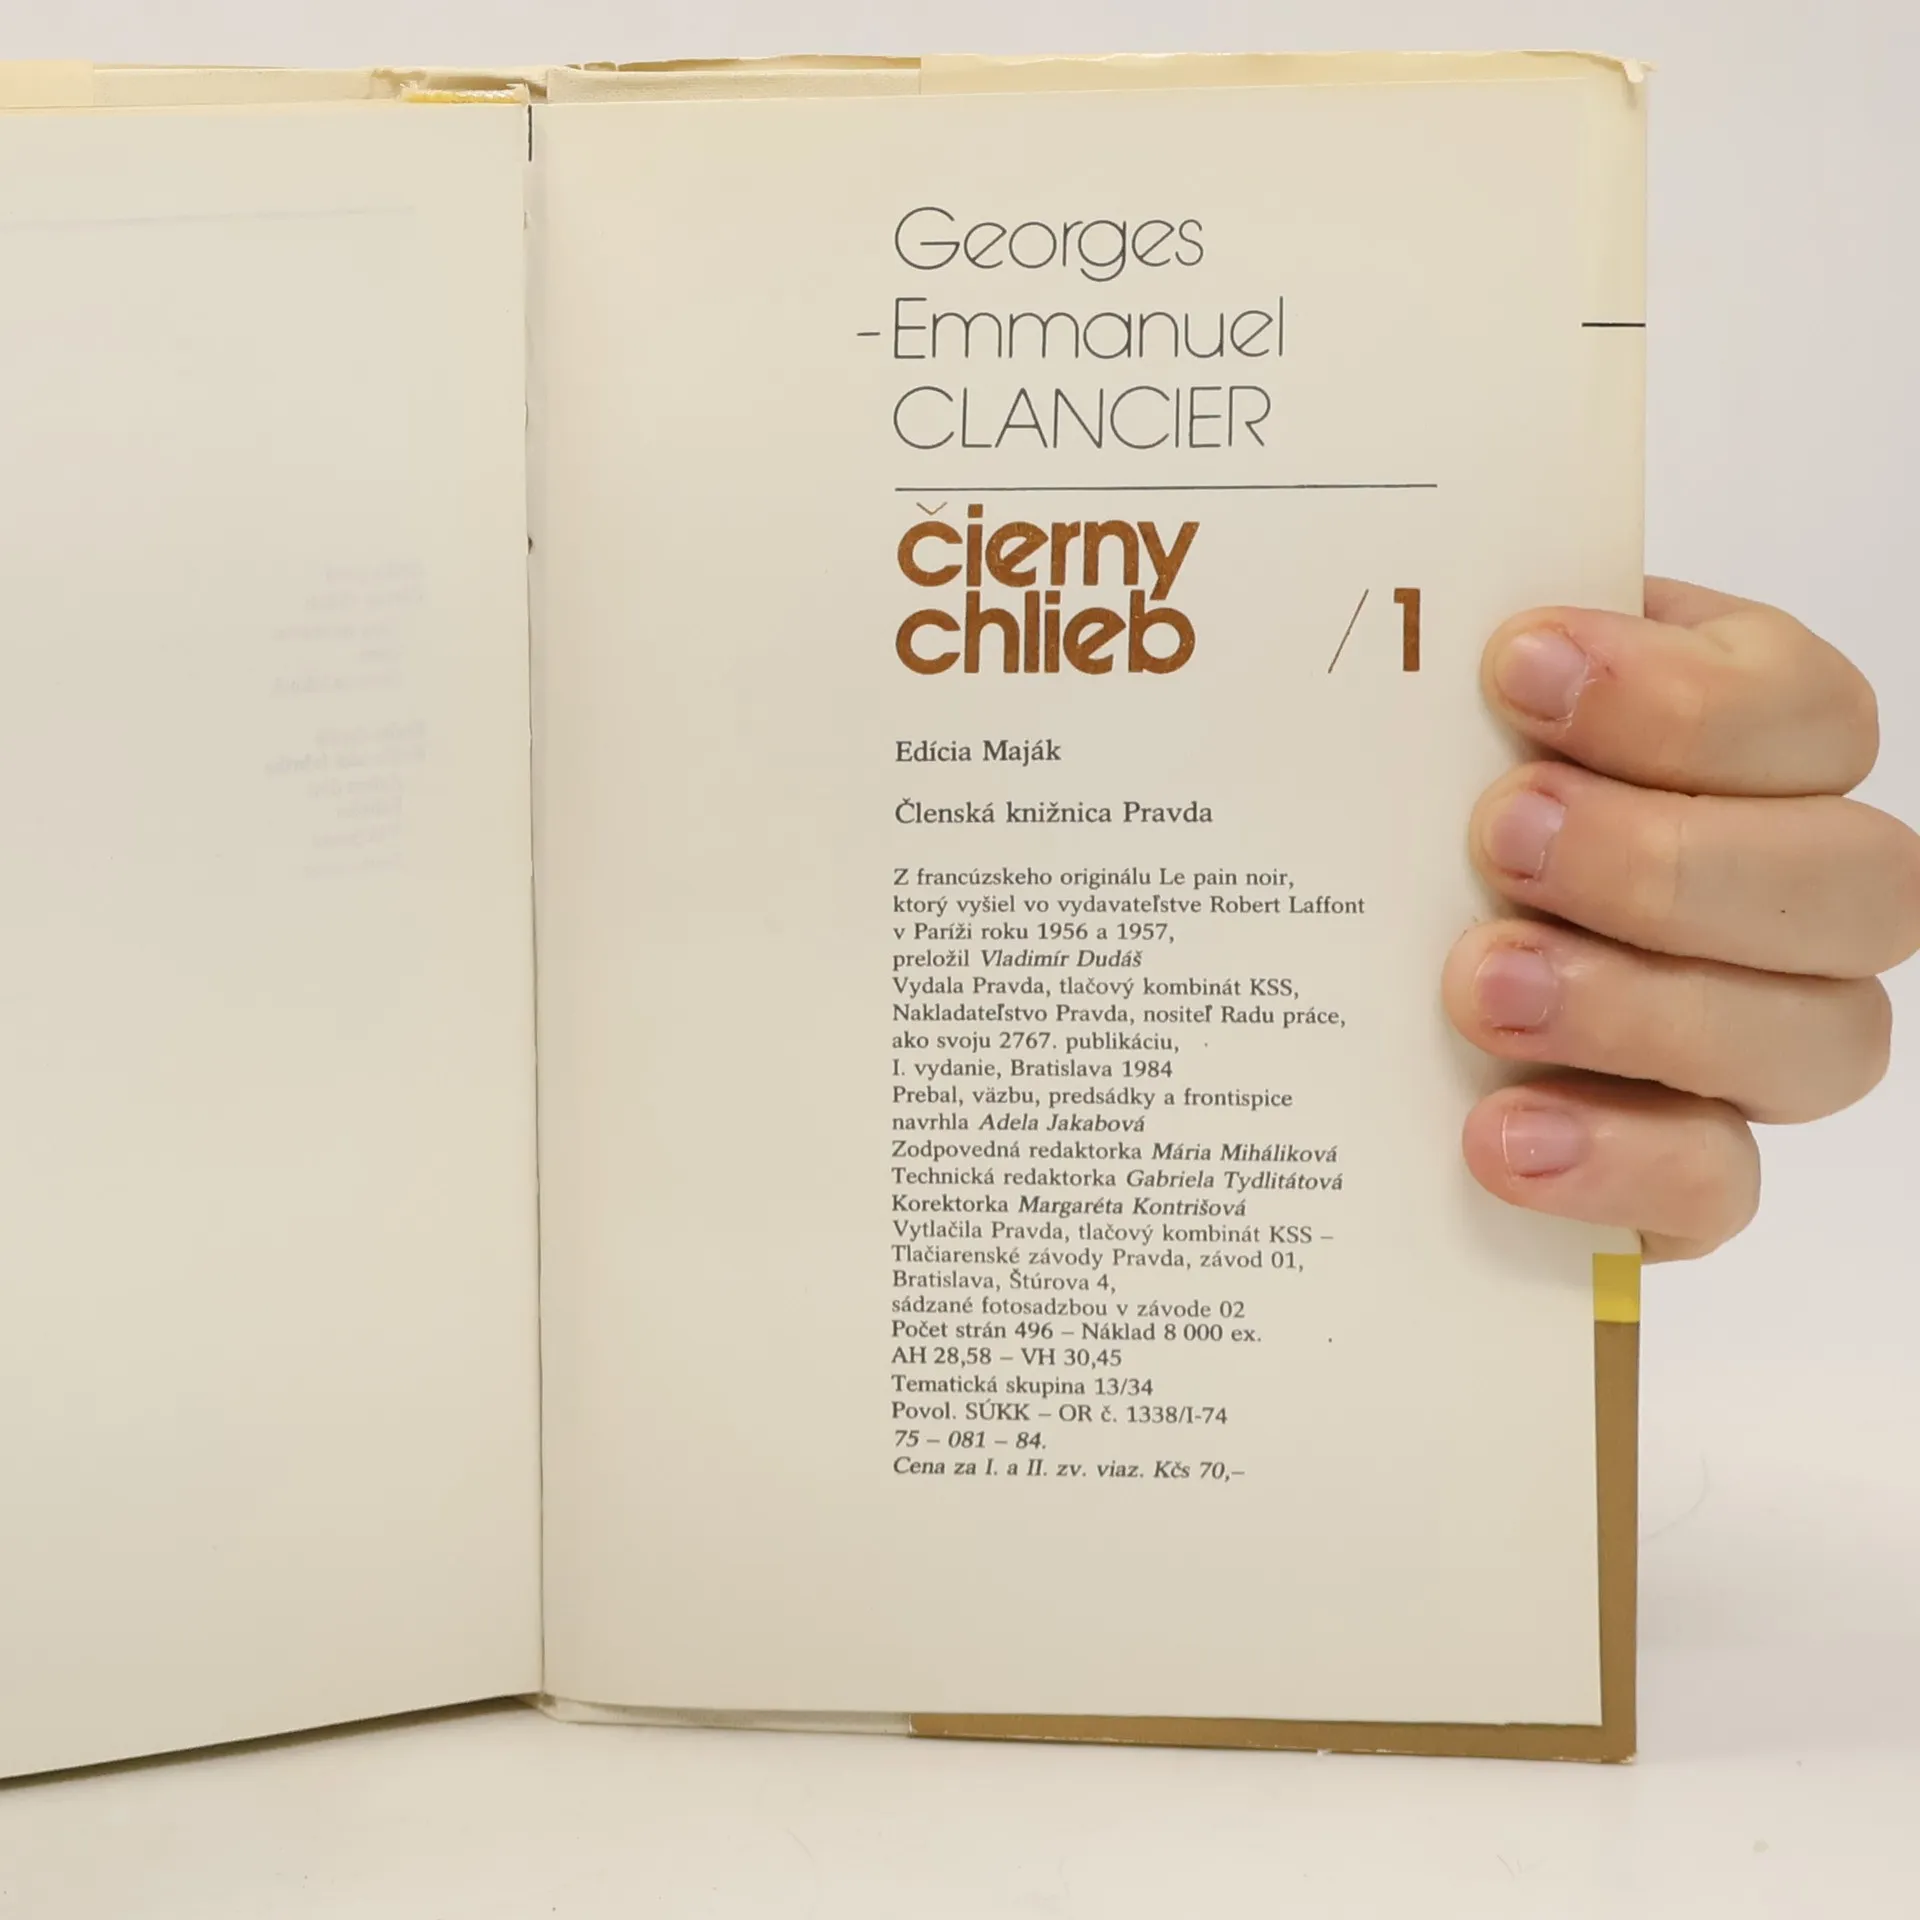 Georges
-Emmanuel
CLANCIER
čierny
chlieb /1
Edícia Maják
Členská knižnica Pravda
Z francúzskeho originálu Le pain noir,
ktorý vyšiel vo vydavateľstve Robert Laffont
v Paríži roku 1956 a 1957,
preložil Vladimír Dudáš
Vydala Pravda, tlačový kombinát KSS,
Nakladateľstvo Pravda, nositeľ Radu práce,
ako svoju 2767. publikáciu,
I. vydanie, Bratislava 1984
Prebal, väzbu, predsádky a frontispice
navrhla Adela Jakabová
Zodpovedná redaktorka Mária Miháliková
Technická redaktorka Gabriela Tydlitátová
Korektorka Margaréta Kontrišová
Vytlačila Pravda, tlačový kombinát KSS –
Tlačiarenské závody Pravda, závod 01,
Bratislava, Štúrova 4,
sádzané fotosadzbou v závode 02
Počet strán 496 – Náklad 8 000 ex.
AH 28,58 – VH 30,45
Tematická skupina 13/34
Povol. SÚKK – OR č. 1338/I-74
75 – 081 – 84.
Cena za I. a II. zv. viaz. Kčs 70,–